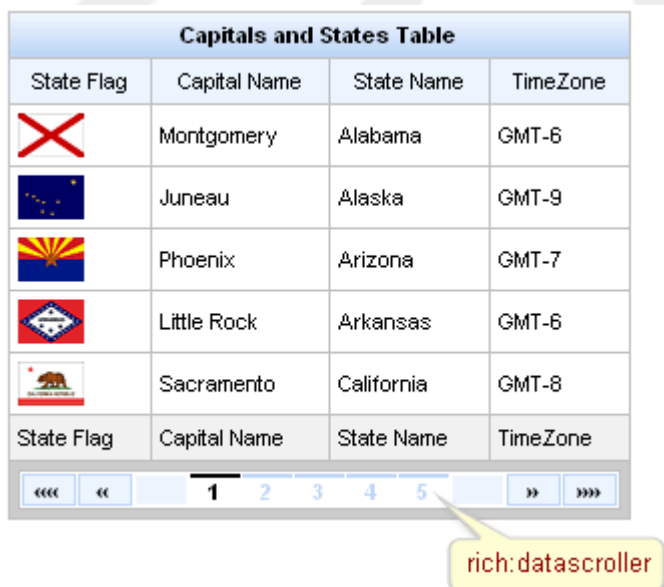 Capitals and States Table
State Flag Capital Name State Name TimeZone
Montgomery Alabama GMT-6
Juneau Alaska GMT-9
Phoenix Arizona GMT-7
Little Rock Arkansas GMT-6
Sacramento California GMT-8
State Flag Capital Name State Name TimeZone
«« « 1 2 3 4 5 » »»
rich:datascroller